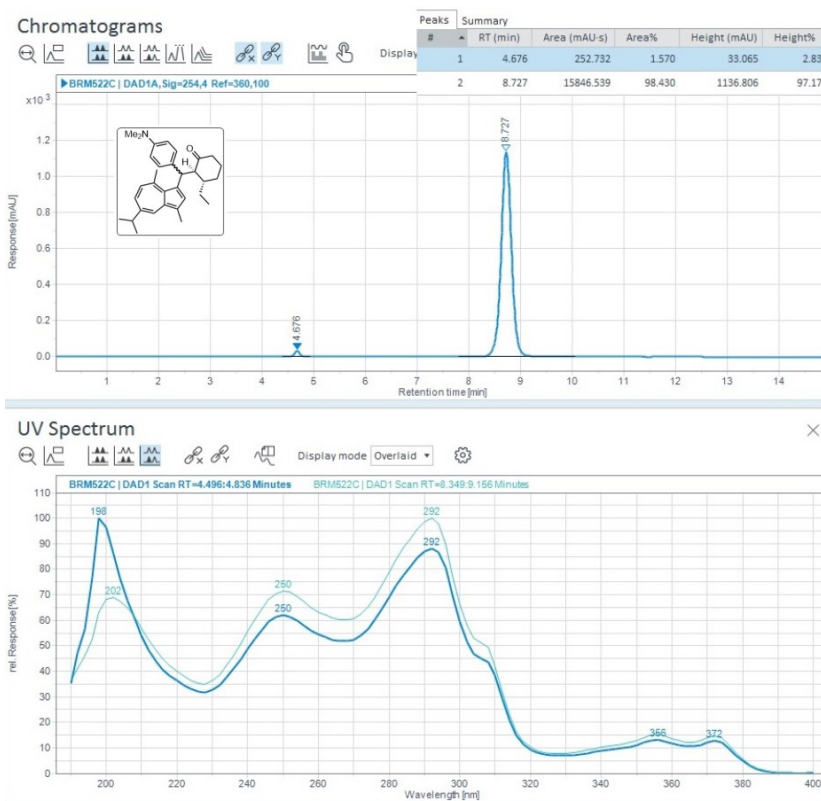 Chromatograms
Peaks Summary
# RT (min) Area (mAU·s) Area% Height (mAU) Height%
1 4.676 252.732 1.570 33.065 2.83
2 8.727 15846.539 98.430 1136.806 97.17
Display
BRM522C | DAD1A,Sig=254,4 Ref=360,100
x10 3
1.2
1.0
0.8
0.6
0.4
0.2
0.0
Response[mAU]
Me2N
O
H
4.676
8.727
1 2 3 4 5 6 7 8 9 10 11 12 13 14
Retention time [min]
UV Spectrum
Display mode Overlaid
BRM522C | DAD1 Scan RT=4.496:4.836 Minutes BRM522C | DAD1 Scan RT=8.349:9.156 Minutes
110
100
90
80
70
60
50
40
30
20
10
0
rel. Response[%]
198
202
250
250
292
292
356
372
200 220 240 260 280 300 320 340 360 380 400
Wavelength [nm]